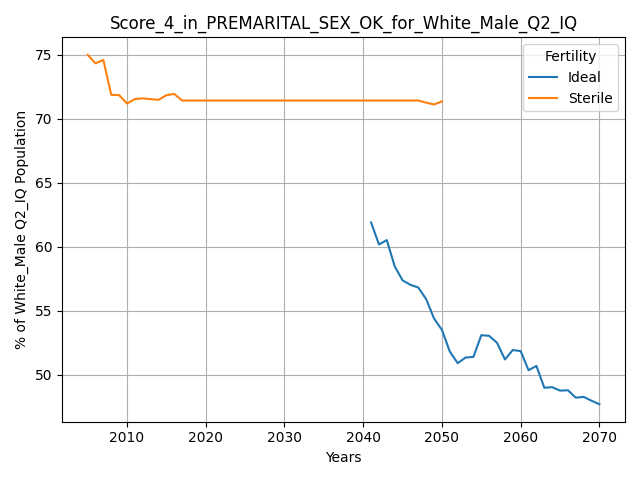 Score_4_in_PREMARITAL_SEX_OK_for_White_Male_Q2_IQ
Fertility
Ideal
Sterile
% of White_Male Q2_IQ Population
75
70
65
60
55
50
2010
2020
2030
2040
2050
2060
2070
Years